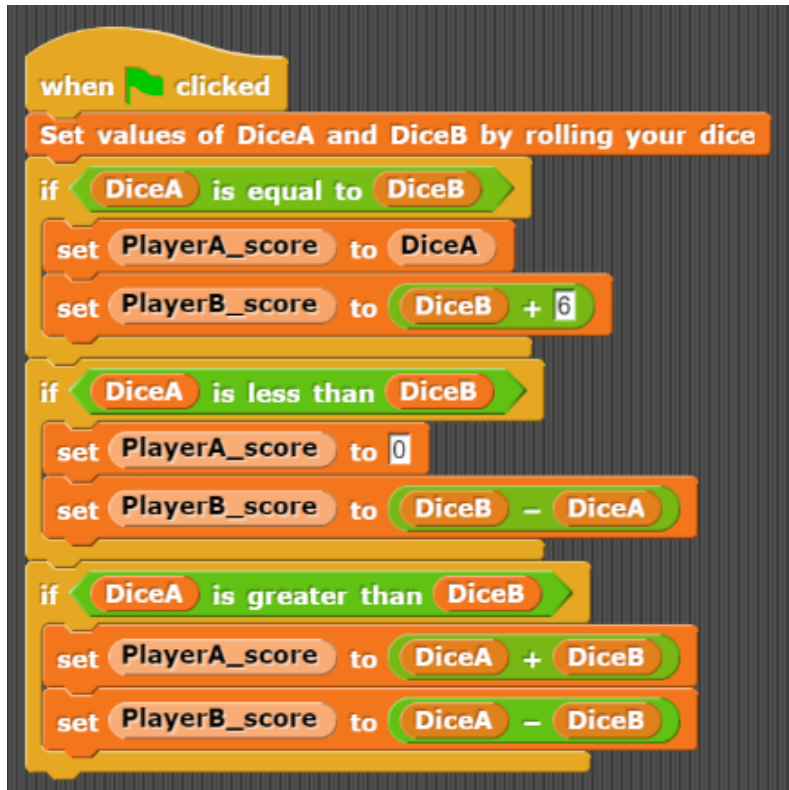 when clicked
Set values of DiceA and DiceB by rolling your dice
if DiceA is equal to DiceB
set PlayerA_score to DiceA
set PlayerB_score to DiceB + 6
if DiceA is less than DiceB
set PlayerA_score to 0
set PlayerB_score to DiceB - DiceA
if DiceA is greater than DiceB
set PlayerA_score to DiceA + DiceB
set PlayerB_score to DiceA - DiceB